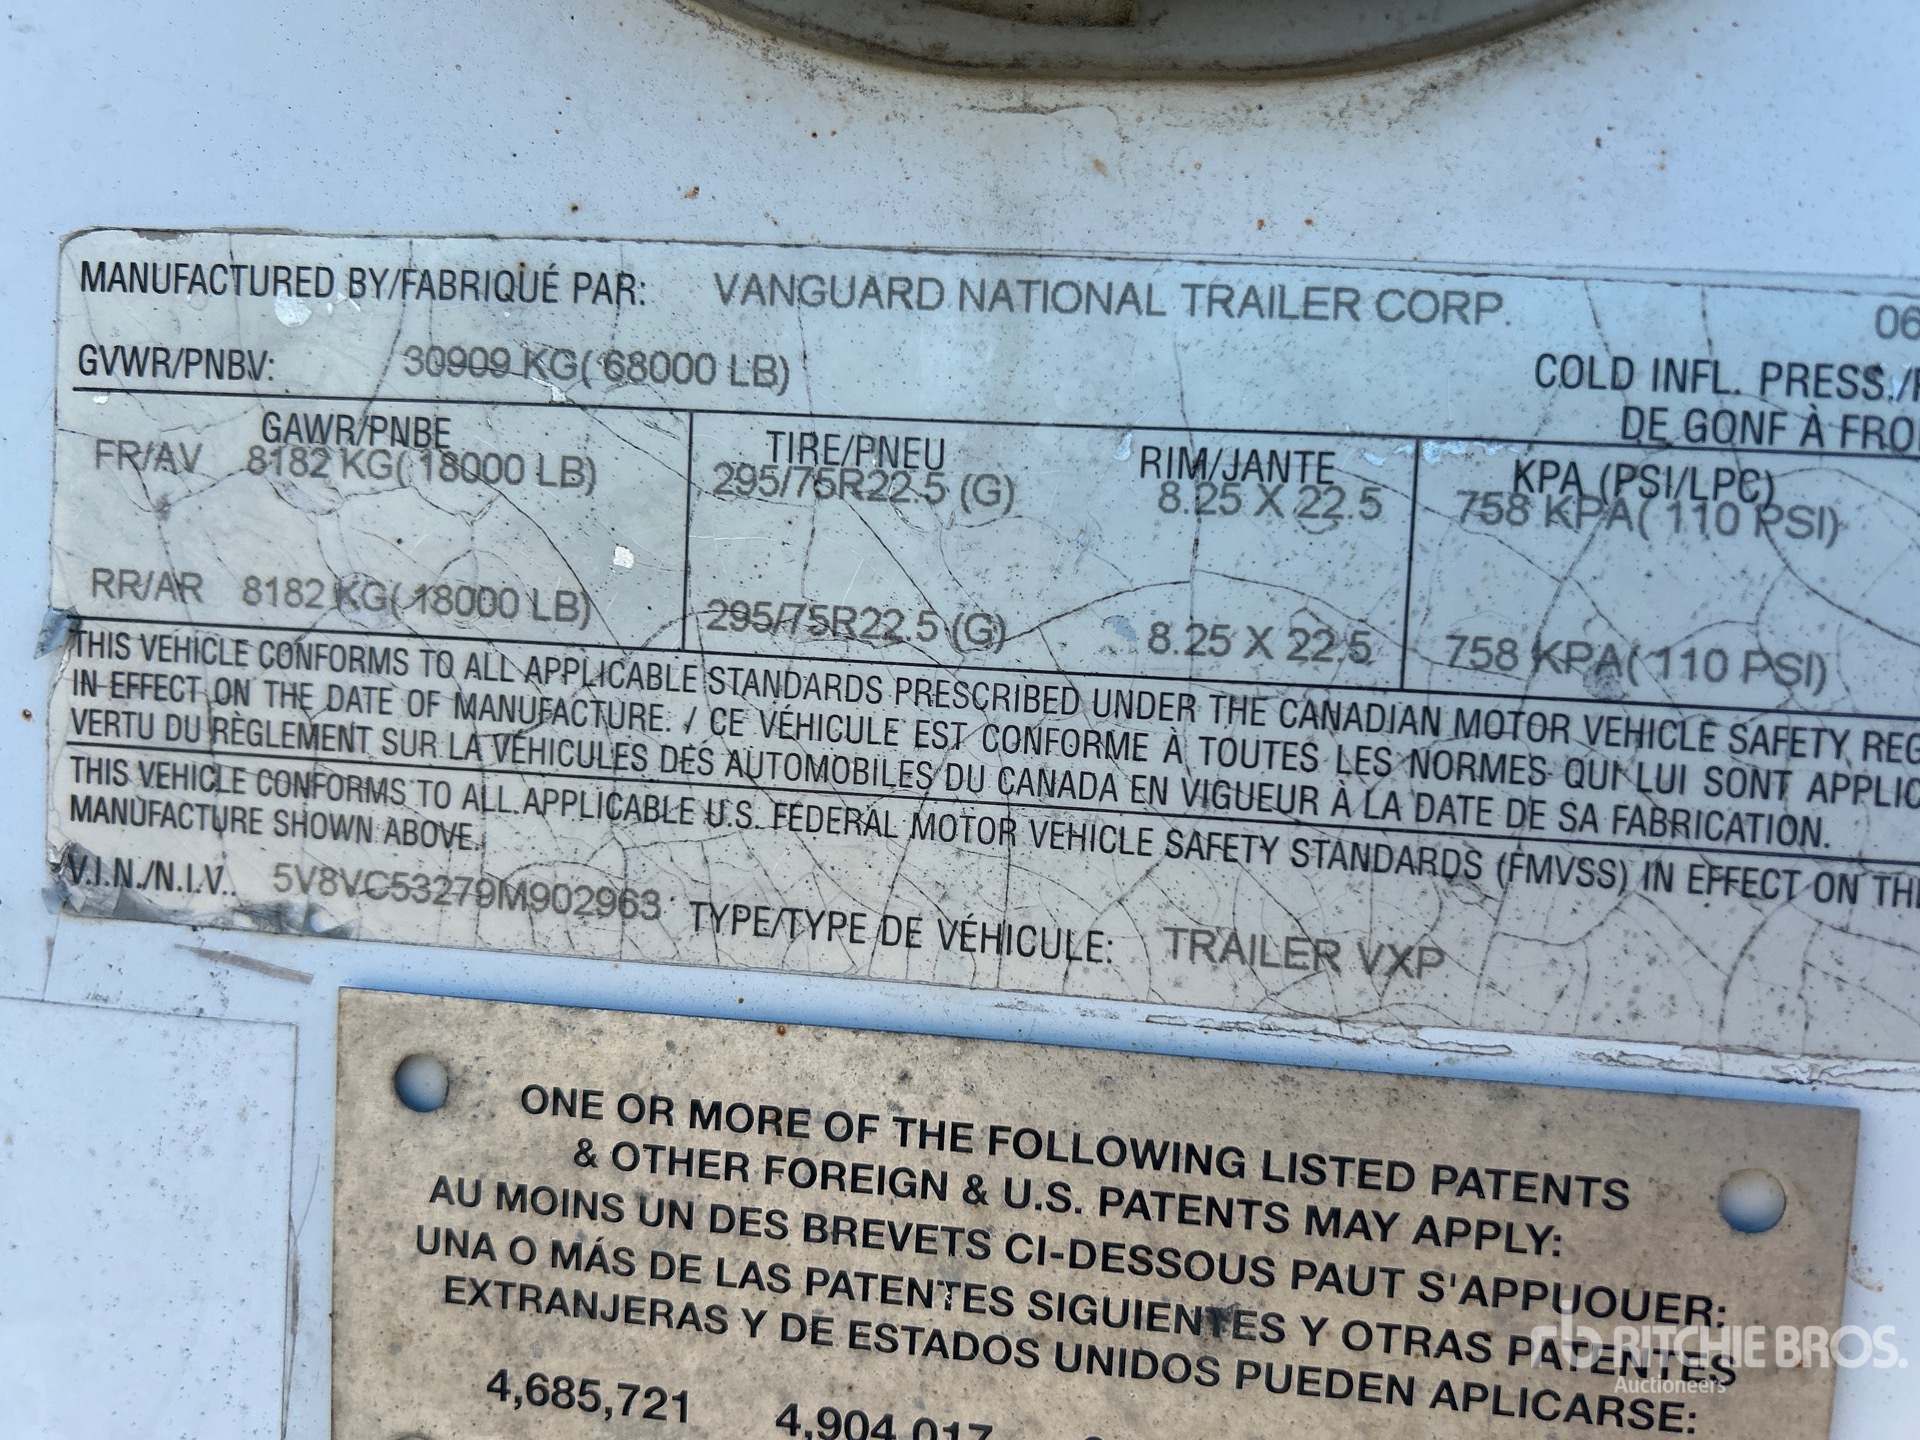 MANUFACTURED BY/FABRIQUÉ PAR: VANGUARD NATIONAL TRAILER CORP. 06
GVWR/PNBV: 30909 KG( 68000 LB) COLD INFL. PRESS./
DE GONF À FRO
GAWR/PNBE TIRE/PNEU RIM/JANTE KPA (PSI/LPC)
FR/AV 8182 KG( 18000 LB) 295/75R22.5 (G) 8.25 X 22.5 758 KPA( 110 PSI)
RR/AR 8182 KG( 18000 LB) 295/75R22.5 (G) 8.25 X 22.5 758 KPA( 110 PSI)
THIS VEHICLE CONFORMS TO ALL APPLICABLE STANDARDS PRESCRIBED UNDER THE CANADIAN MOTOR VEHICLE SAFETY REG
IN EFFECT ON THE DATE OF MANUFACTURE. / CE VÉHICULE EST CONFORME À TOUTES LES NORMES QUI LUI SONT APPLIC
VERTU DU RÈGLEMENT SUR LA VÉHICULES DES AUTOMOBILES DU CANADA EN VIGUEUR À LA DATE DE SA FABRICATION.
THIS VEHICLE CONFORMS TO ALL APPLICABLE U.S. FEDERAL MOTOR VEHICLE SAFETY STANDARDS (FMVSS) IN EFFECT ON THE
MANUFACTURE SHOWN ABOVE.
V.I.N./N.I.V.: 5V8VC53279M902963 TYPE/TYPE DE VÉHICULE: TRAILER VXP
ONE OR MORE OF THE FOLLOWING LISTED PATENTS
& OTHER FOREIGN & U.S. PATENTS MAY APPLY:
AU MOINS UN DES BREVETS CI-DESSOUS PAUT S'APPUOUER:
UNA O MÁS DE LAS PATENTES SIGUIENTES Y OTRAS PATENTES
EXTRANJERAS Y DE ESTADOS UNIDOS PUEDEN APLICARSE:
4,685,721 4,904,017
rb RITCHIE BROS.
Auctioneers